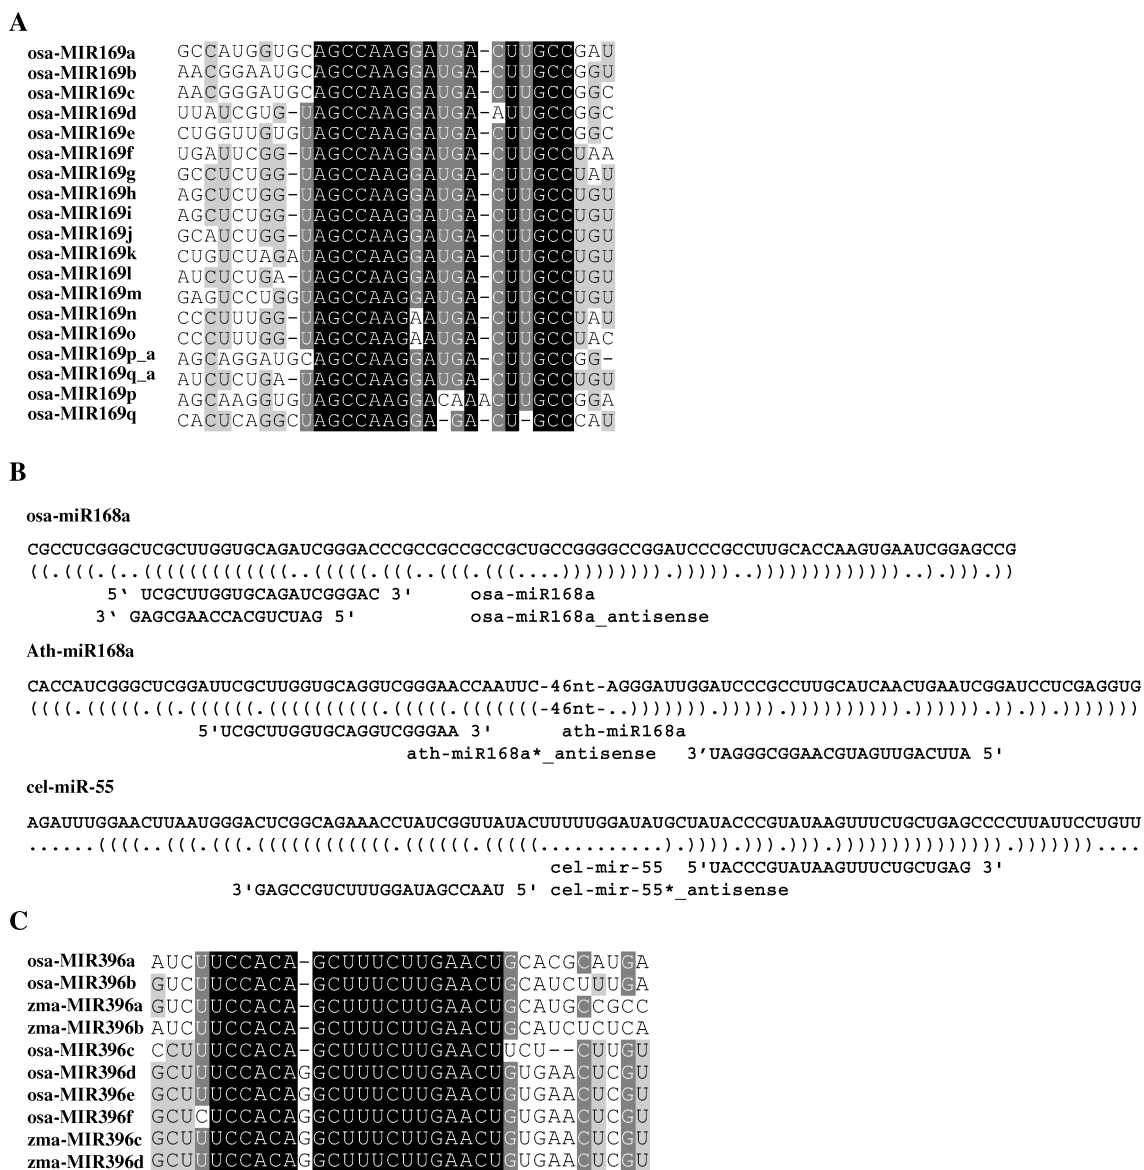 A
osa-MIR169a GCCAUGGUGCAGCCAAGGAUGA-CUUGCCGAU
osa-MIR169b AACGGAAUGCAGCCAAGGAUGA-CUUGCCGGU
osa-MIR169c AACGGGAUGCAGCCAAGGAUGA-CUUGCCGGC
osa-MIR169d UUAUCGUG-UAGCCAAGGAUGA-AUUGCCGGC
osa-MIR169e CUGGUUGUGUAGCCAAGGAUGA-CUUGCCGGC
osa-MIR169f UGAUUCGG-UAGCCAAGGAUGA-CUUGCCUAA
osa-MIR169g GCCUCUGG-UAGCCAAGGAUGA-CUUGCCUAU
osa-MIR169h AGCUCUGG-UAGCCAAGGAUGA-CUUGCCUGU
osa-MIR169i AGCUCUGG-UAGCCAAGGAUGA-CUUGCCUGU
osa-MIR169j GCAUCUGG-UAGCCAAGGAUGA-CUUGCCUGU
osa-MIR169k CUGUCUAGAUAGCCAAGGAUGA-CUUGCCUGU
osa-MIR169l AUCUCUGA-UAGCCAAGGAUGA-CUUGCCUGU
osa-MIR169m GAGUCCUGGUAGCCAAGGAUGA-CUUGCCUGU
osa-MIR169n CCCUUUGG-UAGCCAAGAAUGA-CUUGCCUAU
osa-MIR169o CCCUUUGG-UAGCCAAGAAUGA-CUUGCCUAC
osa-MIR169p_a AGCAGGAUGCAGCCAAGGAUGA-CUUGCCGG-
osa-MIR169q_a AUCUCUGA-UAGCCAAGGAUGA-CUUGCCUGU
osa-MIR169p AGCAAGGUGUAGCCAAGGACAAACUUGCCGGA
osa-MIR169q CACUCAGGCUAGCCAAGGA-GA-CU-GCCCAU
B
osa-miR168a
CGCCUCGGGCUCGCUUGGUGCAGAUCGGGACCCGCCGCCGCCGCUGCCGGGGCCGGAUCCCGCCUUGCACCAAGUGAAUCGGAGCCG
((.(((.(..(((((((((((((..(((((.(((..(((.(((....))))))))).))))).))))))))))))))..).))).))
5‘ UCGCUUGGUGCAGAUCGGGAC 3' osa-miR168a
3‘ GAGCGAACCACGUCUAG 5' osa-miR168a_antisense
Ath-miR168a
CACCAUCGGGCUCGGAUUCGCUUGGUGCAGGUCGGGAACCAAUUC-46nt-AGGGAUUGGAUCCCGCCUUGCAUCAACUGAAUCGGAUCCUCGAGGUG
((((.(((((.((.(((((.((((((((((.(((((.((((((((-46nt-..))))))).))))).))))))))).)))))).)).)).))))))))
5'UCGCUUGGUGCAGGUCGGGAA 3' ath-miR168a
ath-miR168a*_antisense 3’UAGGGCGGAACGUAGUUGACUUA 5'
cel-miR-55
AGAUUUGGAACUUAAUGGGACUCGGCAGAAACCUAUCGGUUAUACUUUUUGGAUAUGCUAUACCCGUAUAAGUUUCUGCUGAGCCCCUUAUUCCUGUU
......((((..(((.(((.((((((((((((.((((((.(((((............)))))))).))).)))))))))))).))))))))))....
cel-mir-55 5'UACCCGUAUAAGUUUCUGCUGAG 3'
3'GAGCCGUCUUUGGAUAGCCAAU 5' cel-mir-55*_antisense
C
osa-MIR396a AUCUUCCACA-GCUUUCUUGAACUGCACGCAUGA
osa-MIR396b GUCUUCCACA-GCUUUCUUGAACUGCAUCUUUGA
zma-MIR396a GUCUUCCACA-GCUUUCUUGAACUGCAUGCCGCC
zma-MIR396b AUCUUCCACA-GCUUUCUUGAACUGCAUCUCUCA
osa-MIR396c CCUUUCCACA-GCUUUCUUGAACUUCU--CUUGU
osa-MIR396d GCUUUCCACAGGCUUUCUUGAACUGUGAACUCGU
osa-MIR396e GCUUUCCACAGGCUUUCUUGAACUGUGAACUCGU
osa-MIR396f GCUCUCCACAGGCUUUCUUGAACUGUGAACUCGU
zma-MIR396c GCUUUCCACAGGCUUUCUUGAACUGUGAACUCGU
zma-MIR396d GCUUUCCACAGGCUUUCUUGAACUGUGAACUCGU